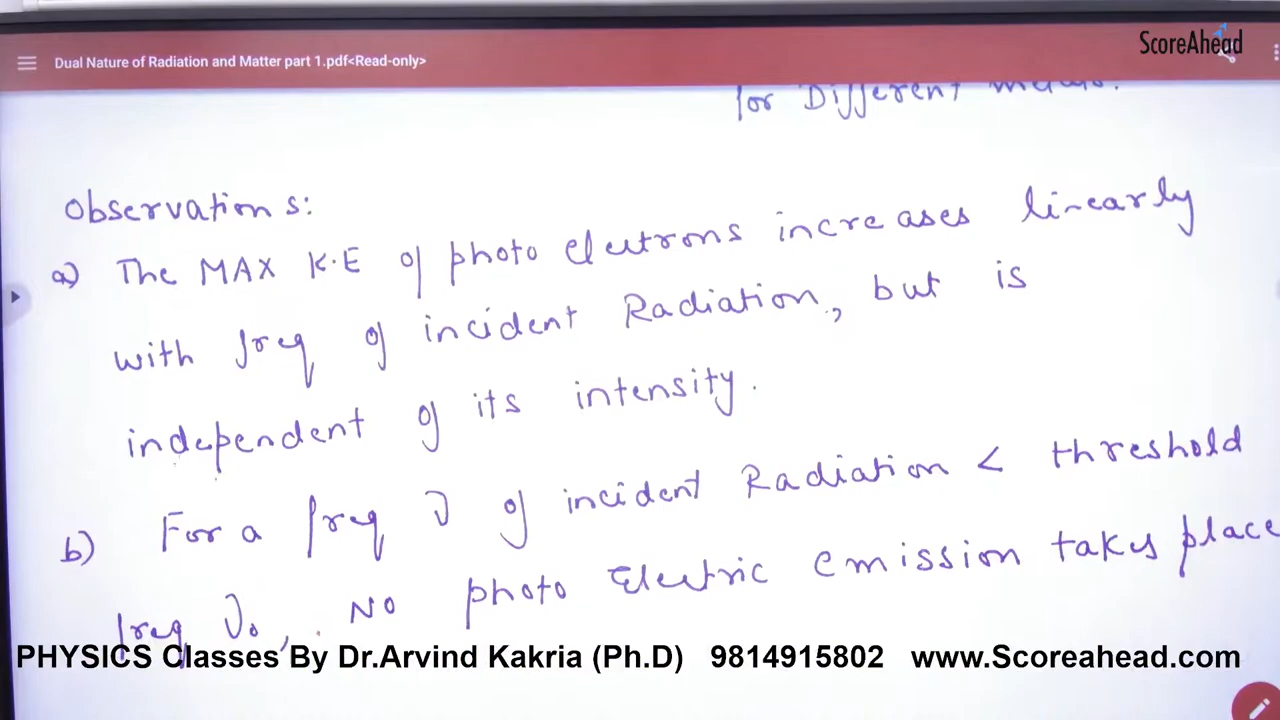 ScoreAhead
Dual Nature of Radiation and Matter part 1.pdf<Read-only>
for Different metals.
Observations:
a) The MAX K.E of photo electrons increases linearly
with freq of incident Radiation, but is
independent of its intensity.
b) For a freq ν of incident Radiation < threshold
freq ν₀, No photo Electric emission takes place
PHYSICS Classes By Dr.Arvind Kakria (Ph.D) 9814915802 www.Scoreahead.com